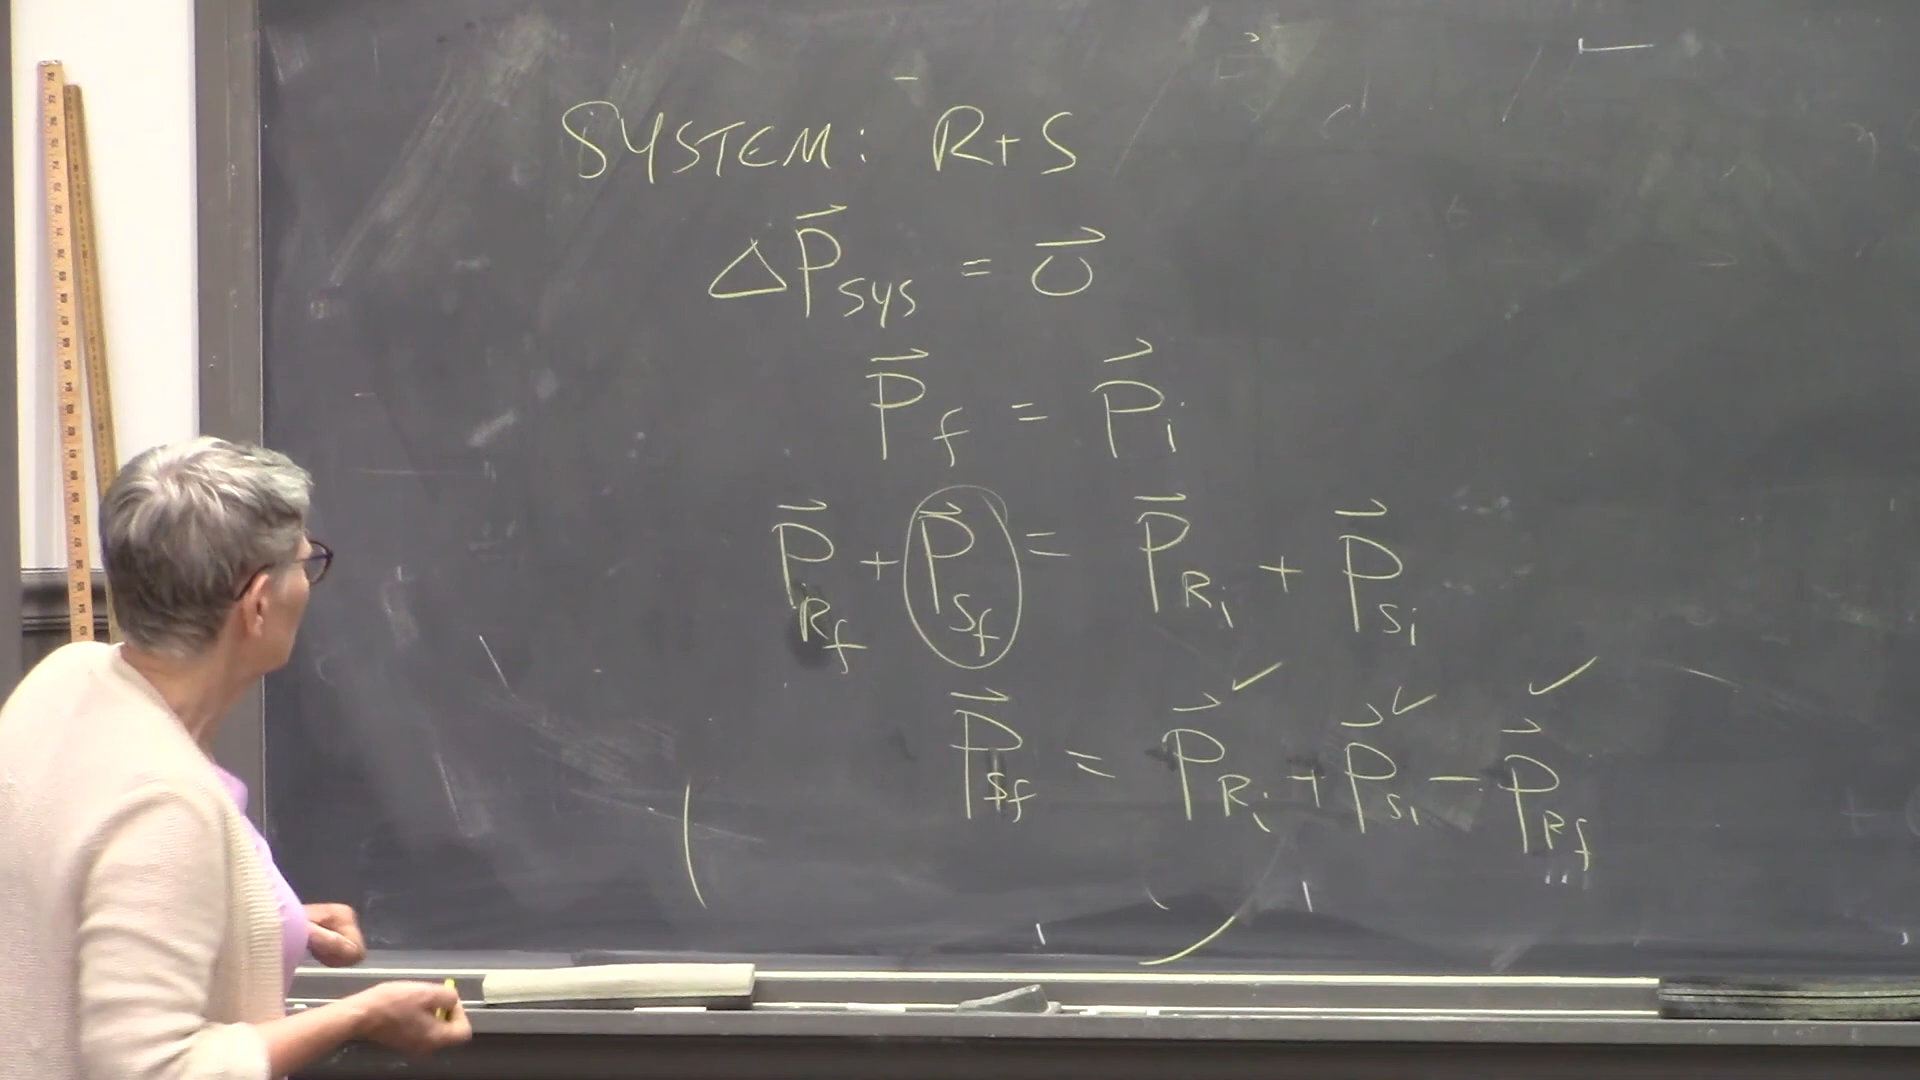 SYSTEM: R+S
Δp⃗sys = 0⃗
p⃗f = p⃗i
p⃗Rf + p⃗Sf = p⃗Ri + p⃗Si
p⃗Sf = p⃗Ri ✓ + p⃗Si ✓ − p⃗Rf ✓